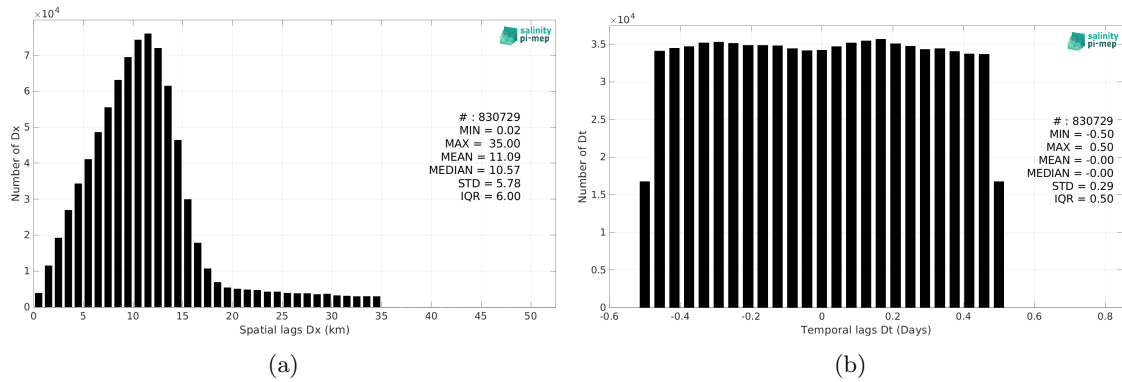 ×10⁴
8
7
6
5
4
3
2
1
0
Number of Dx
0 5 10 15 20 25 30 35 40 45 50
Spatial lags Dx (km)
salinity
pi-mep
# : 830729
MIN = 0.02
MAX = 35.00
MEAN = 11.09
MEDIAN = 10.57
STD = 5.78
IQR = 6.00
(a)
×10⁴
3.5
3
2.5
2
1.5
1
0.5
0
Number of Dt
-0.6 -0.4 -0.2 0 0.2 0.4 0.6 0.8
Temporal lags Dt (Days)
salinity
pi-mep
# : 830729
MIN = -0.50
MAX = 0.50
MEAN = -0.00
MEDIAN = -0.00
STD = 0.29
IQR = 0.50
(b)